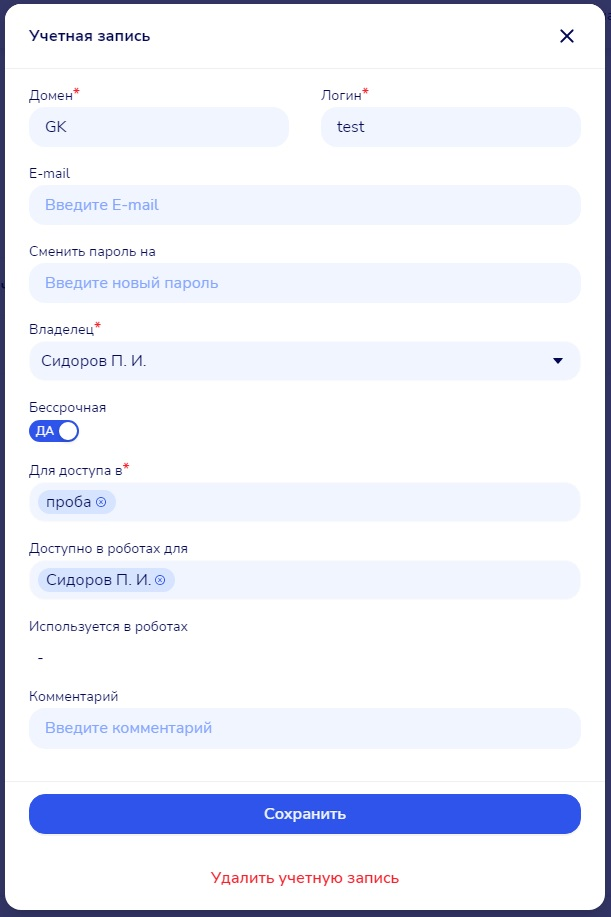 Учетная запись
Домен*
Логин*
GK
test
E-mail
Введите E-mail
Сменить пароль на
Введите новый пароль
Владелец*
Сидоров П. И.
Бессрочная
ДА
Для доступа в*
проба
Доступно в роботах для
Сидоров П. И.
Используется в роботах
-
Комментарий
Введите комментарий
Сохранить
Удалить учетную запись